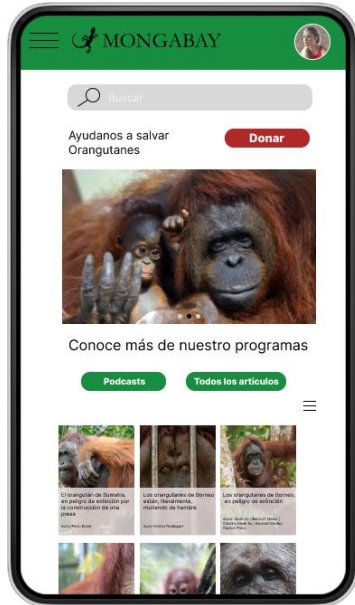 MONGABAY
Buscar
Ayudanos a salvar
Orangutanes
Donar
Conoce más de nuestro programas
Podcasts
Todos los articulos
El orangután de Sumatra,
en peligro de extinción por
la construcción de una
presa
Los orangutanes de Borneo
están, literalmente,
muriendo de hambre
Los orangutanes de Borneo,
en peligro de extinción